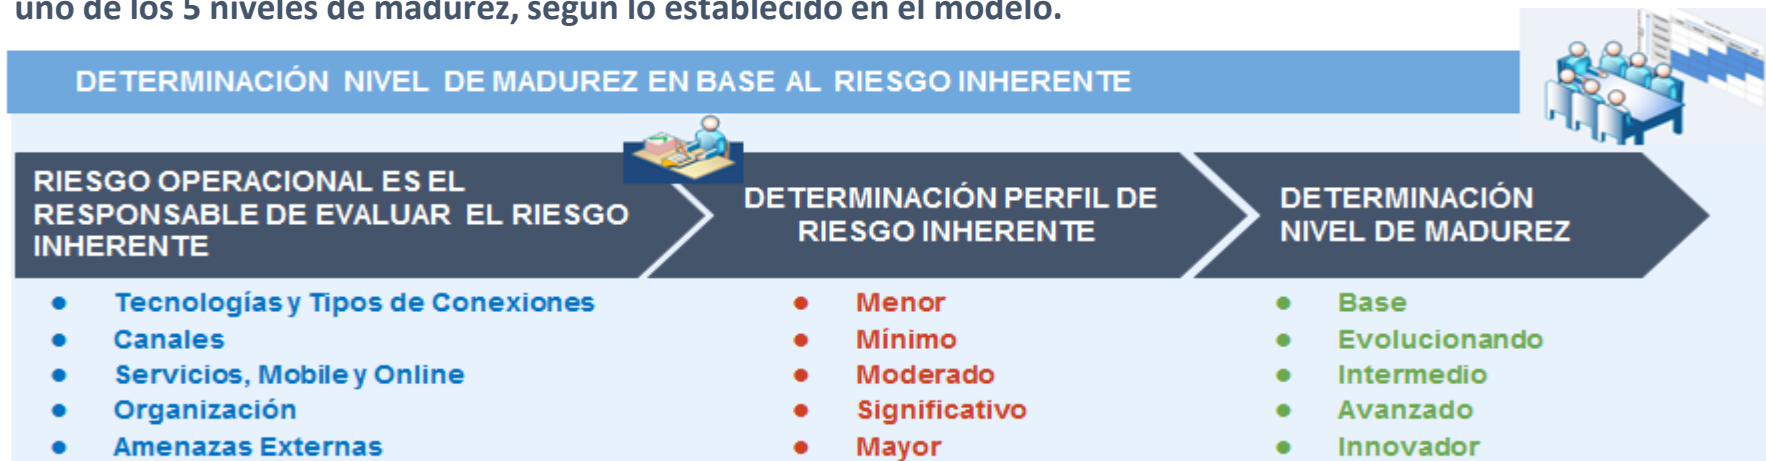 uno de los 5 niveles de madurez, según lo establecido en el modelo.
DETERMINACIÓN NIVEL DE MADUREZ EN BASE AL RIESGO INHERENTE
RIESGO OPERACIONAL ES EL
RESPONSABLE DE EVALUAR EL RIESGO
INHERENTE
DETERMINACIÓN PERFIL DE
RIESGO INHERENTE
DETERMINACIÓN
NIVEL DE MADUREZ
● Tecnologías y Tipos de Conexiones
● Canales
● Servicios, Mobile y Online
● Organización
● Amenazas Externas
● Menor
● Mínimo
● Moderado
● Significativo
● Mayor
● Base
● Evolucionando
● Intermedio
● Avanzado
● Innovador